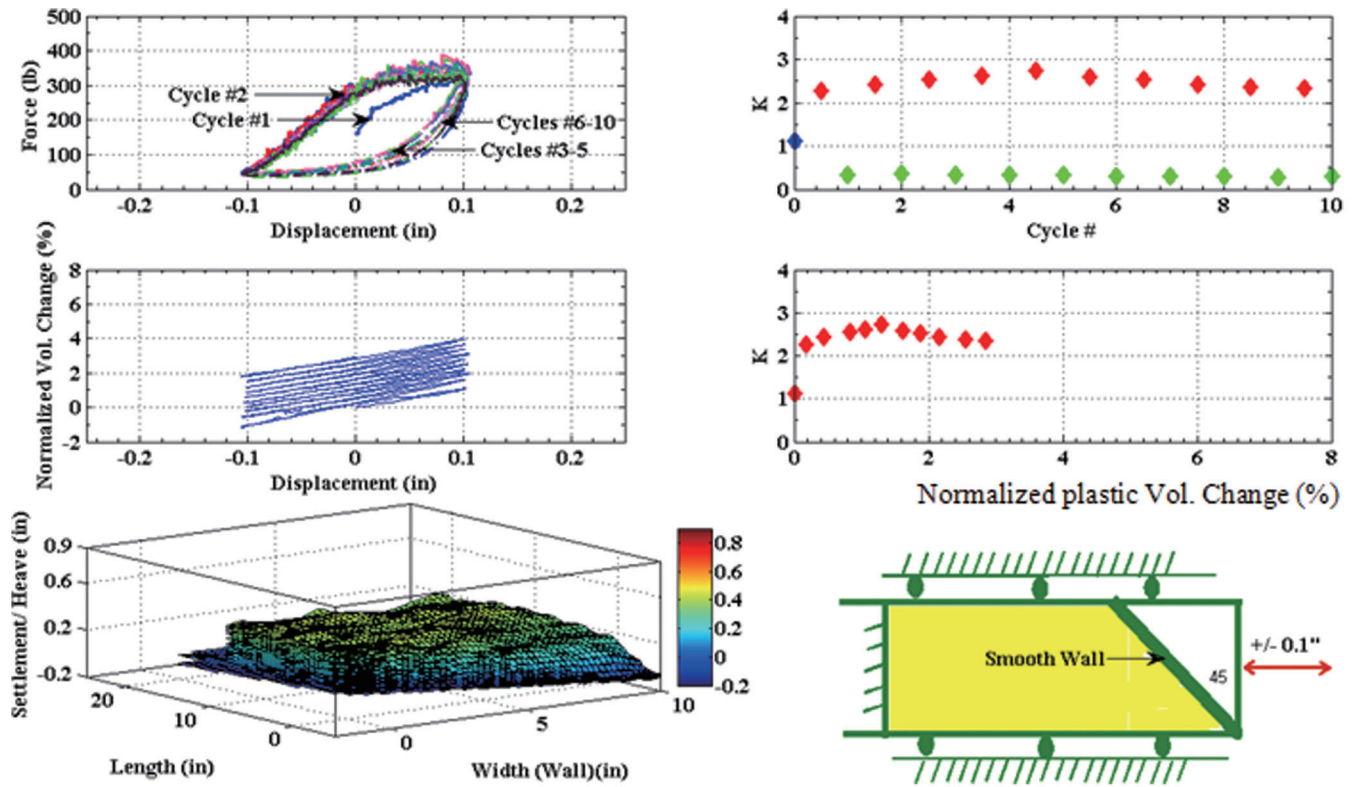 500
400
300
200
100
0
Force (lb)
Cycle #2
Cycle #1
Cycles #6-10
Cycles #3-5
-0.2 -0.1 0 0.1 0.2
Displacement (in)
4
3
2
1
0
K
0 2 4 6 8 10
Cycle #
8
6
4
2
0
-2
Normalized Vol. Change (%)
-0.2 -0.1 0 0.1 0.2
Displacement (in)
4
3
2
1
0
K
0 2 4 6 8
Normalized plastic Vol. Change (%)
0.9
0.6
0.2
-0.2
Settlement/ Heave (in)
20 10 0
Length (in)
0 5 10
Width (Wall)(in)
0.8
0.6
0.4
0.2
0
-0.2
Smooth Wall
45
+/- 0.1"